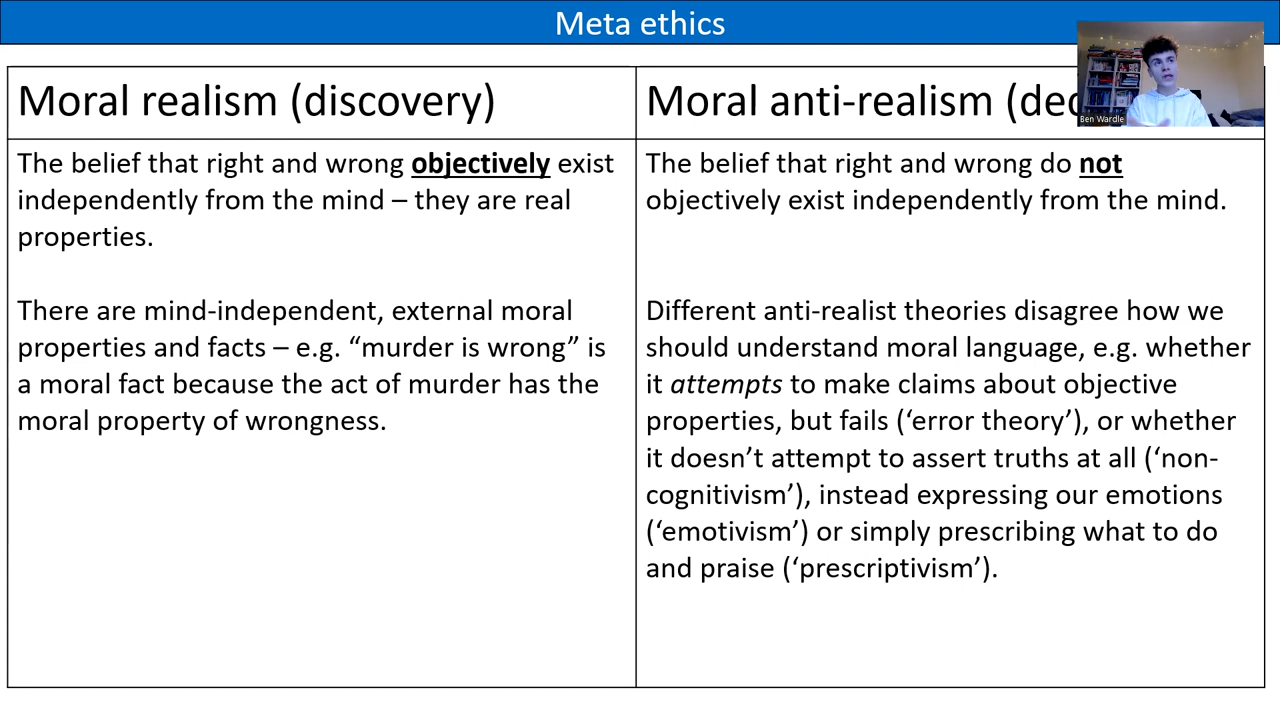 Meta ethics
Moral realism (discovery)
The belief that right and wrong objectively exist
independently from the mind – they are real
properties.
There are mind-independent, external moral
properties and facts – e.g. “murder is wrong” is
a moral fact because the act of murder has the
moral property of wrongness.
Moral anti-realism
The belief that right and wrong do not
objectively exist independently from the mind.
Different anti-realist theories disagree how we
should understand moral language, e.g. whether
it attempts to make claims about objective
properties, but fails (‘error theory’), or whether
it doesn’t attempt to assert truths at all (‘non-
cognitivism’), instead expressing our emotions
(‘emotivism’) or simply prescribing what to do
and praise (‘prescriptivism’).
Ben Wardle